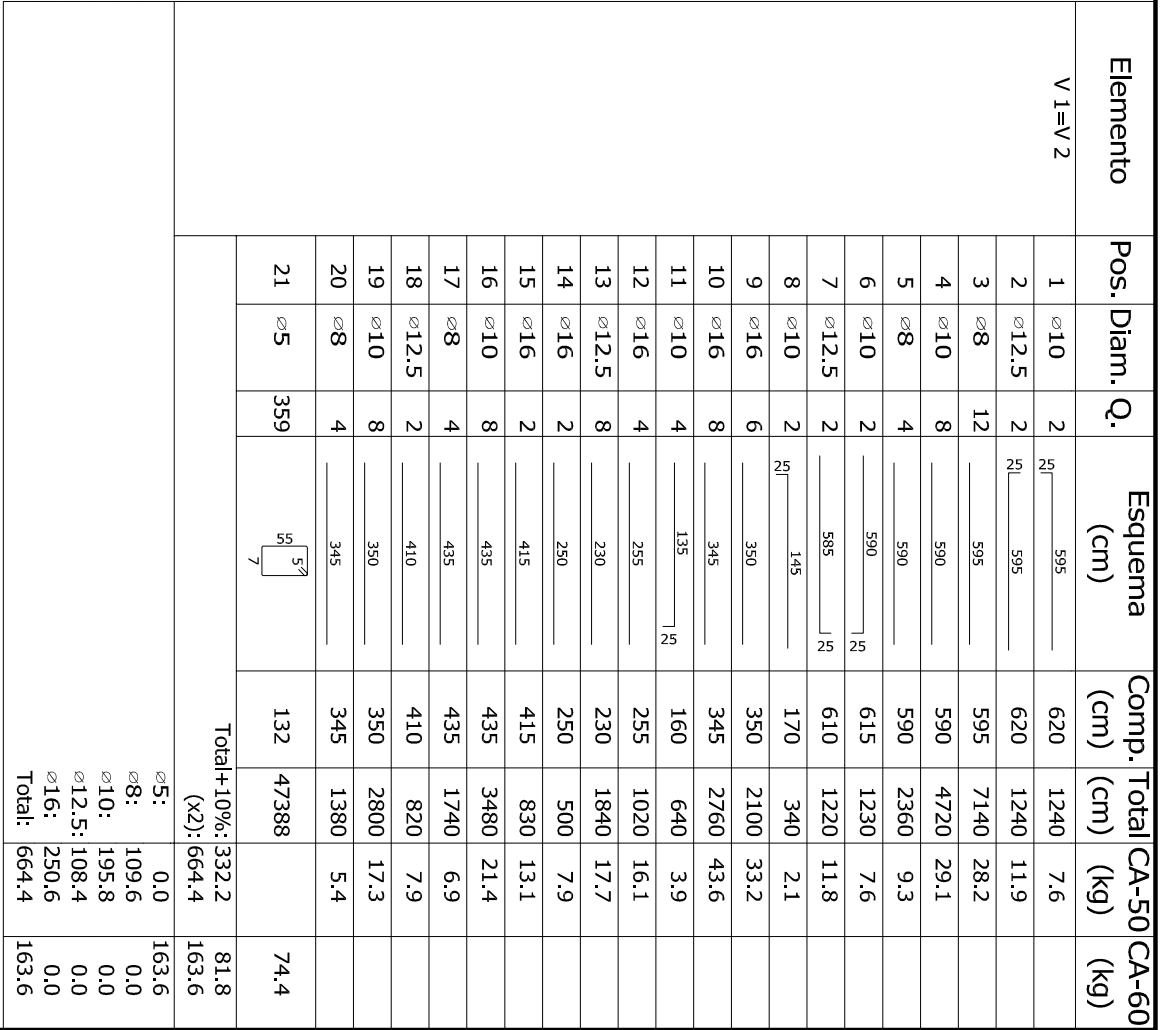 Elemento Pos. Diam. Q. Esquema (cm) Comp. (cm) Total (cm) CA-50 (kg) CA-60 (kg)
V 1=V 2
1 ⌀10 2 25 595 620 1240 7.6
2 ⌀12.5 2 25 595 620 1240 11.9
3 ⌀8 12 595 595 7140 28.2
4 ⌀10 8 590 590 4720 29.1
5 ⌀8 4 590 590 2360 9.3
6 ⌀10 2 590 25 615 1230 7.6
7 ⌀12.5 2 585 25 610 1220 11.8
8 ⌀10 2 25 145 170 340 2.1
9 ⌀16 6 350 350 2100 33.2
10 ⌀16 8 345 345 2760 43.6
11 ⌀10 4 135 25 160 640 3.9
12 ⌀16 4 255 255 1020 16.1
13 ⌀12.5 8 230 230 1840 17.7
14 ⌀16 2 250 250 500 7.9
15 ⌀16 2 415 415 830 13.1
16 ⌀10 8 435 435 3480 21.4
17 ⌀8 4 435 435 1740 6.9
18 ⌀12.5 2 410 410 820 7.9
19 ⌀10 8 350 350 2800 17.3
20 ⌀8 4 345 345 1380 5.4
21 ⌀5 359 55 5 7 132 47388 74.4
Total+10%: 332.2 81.8
(x2): 664.4 163.6
⌀5: 0.0 163.6
⌀8: 109.6 0.0
⌀10: 195.8 0.0
⌀12.5: 108.4 0.0
⌀16: 250.6 0.0
Total: 664.4 163.6